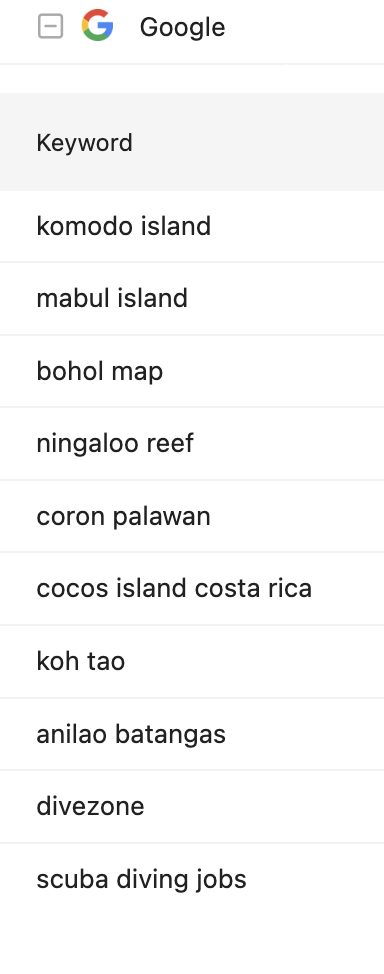 Google
Keyword
komodo island
mabul island
bohol map
ningaloo reef
coron palawan
cocos island costa rica
koh tao
anilao batangas
divezone
scuba diving jobs